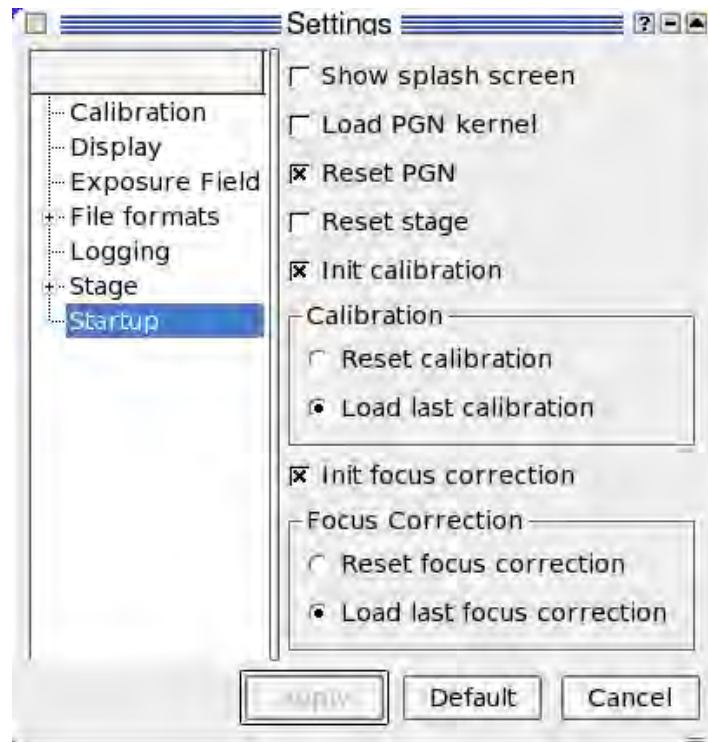 Settings
Calibration
Display
Exposure Field
File formats
Logging
Stage
Startup
Show splash screen
Load PGN kernel
Reset PGN
Reset stage
Init calibration
Calibration
Reset calibration
Load last calibration
Init focus correction
Focus Correction
Reset focus correction
Load last focus correction
Apply
Default
Cancel